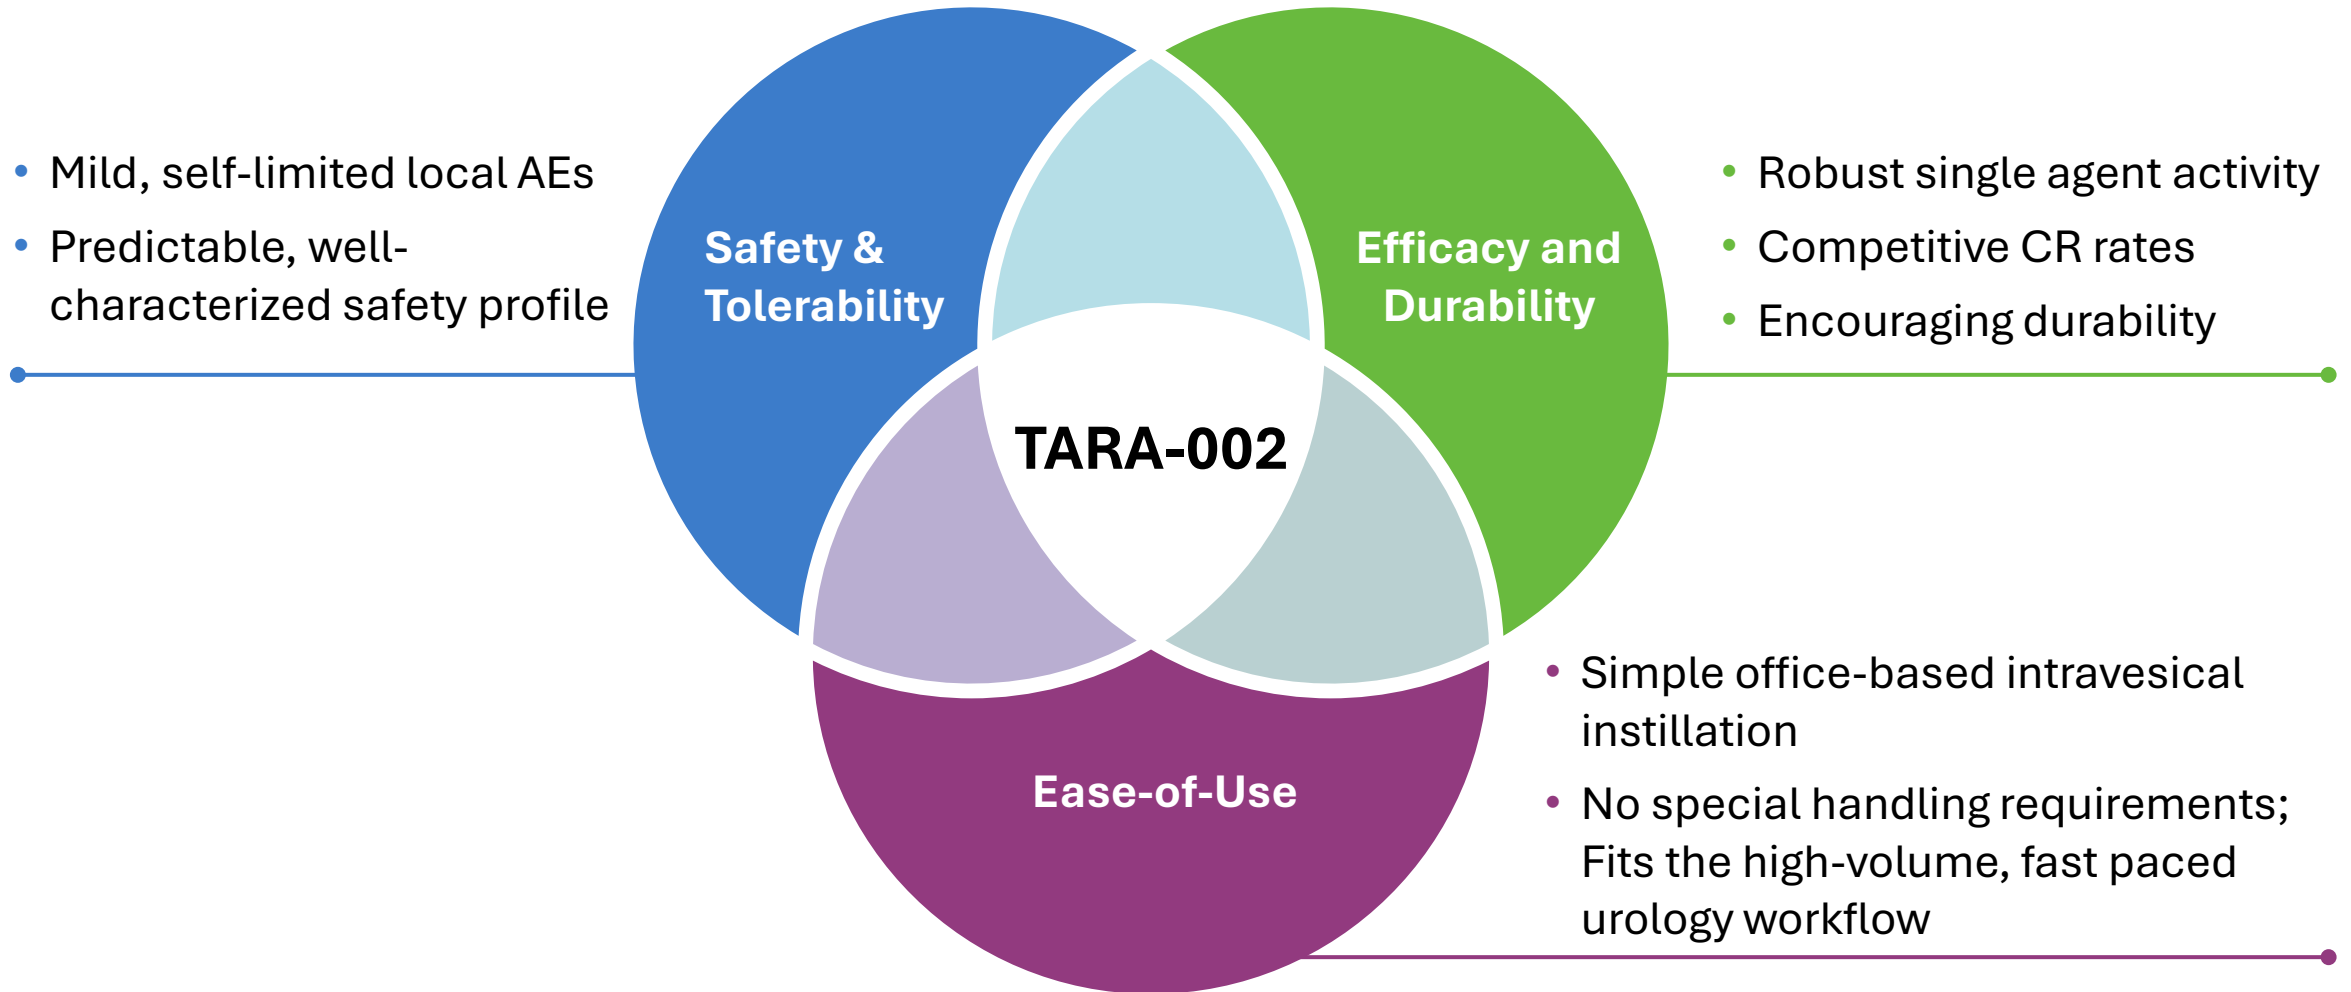 Mild, self-limited local AEs
Predictable, well-
characterized safety profile
Safety &
Tolerability
Efficacy and
Durability
Robust single agent activity
Competitive CR rates
Encouraging durability
TARA-002
Ease-of-Use
Simple office-based intravesical
instillation
No special handling requirements;
Fits the high-volume, fast paced
urology workflow